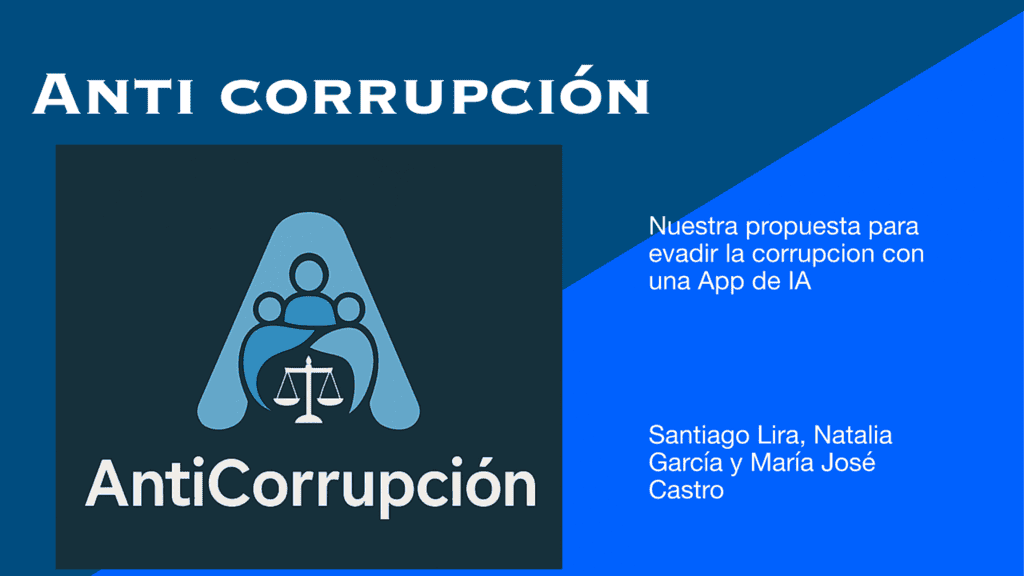 Anti corrupción
AntiCorrupción
Nuestra propuesta para
evadir la corrupcion con
una App de IA
Santiago Lira, Natalia
García y María José
Castro